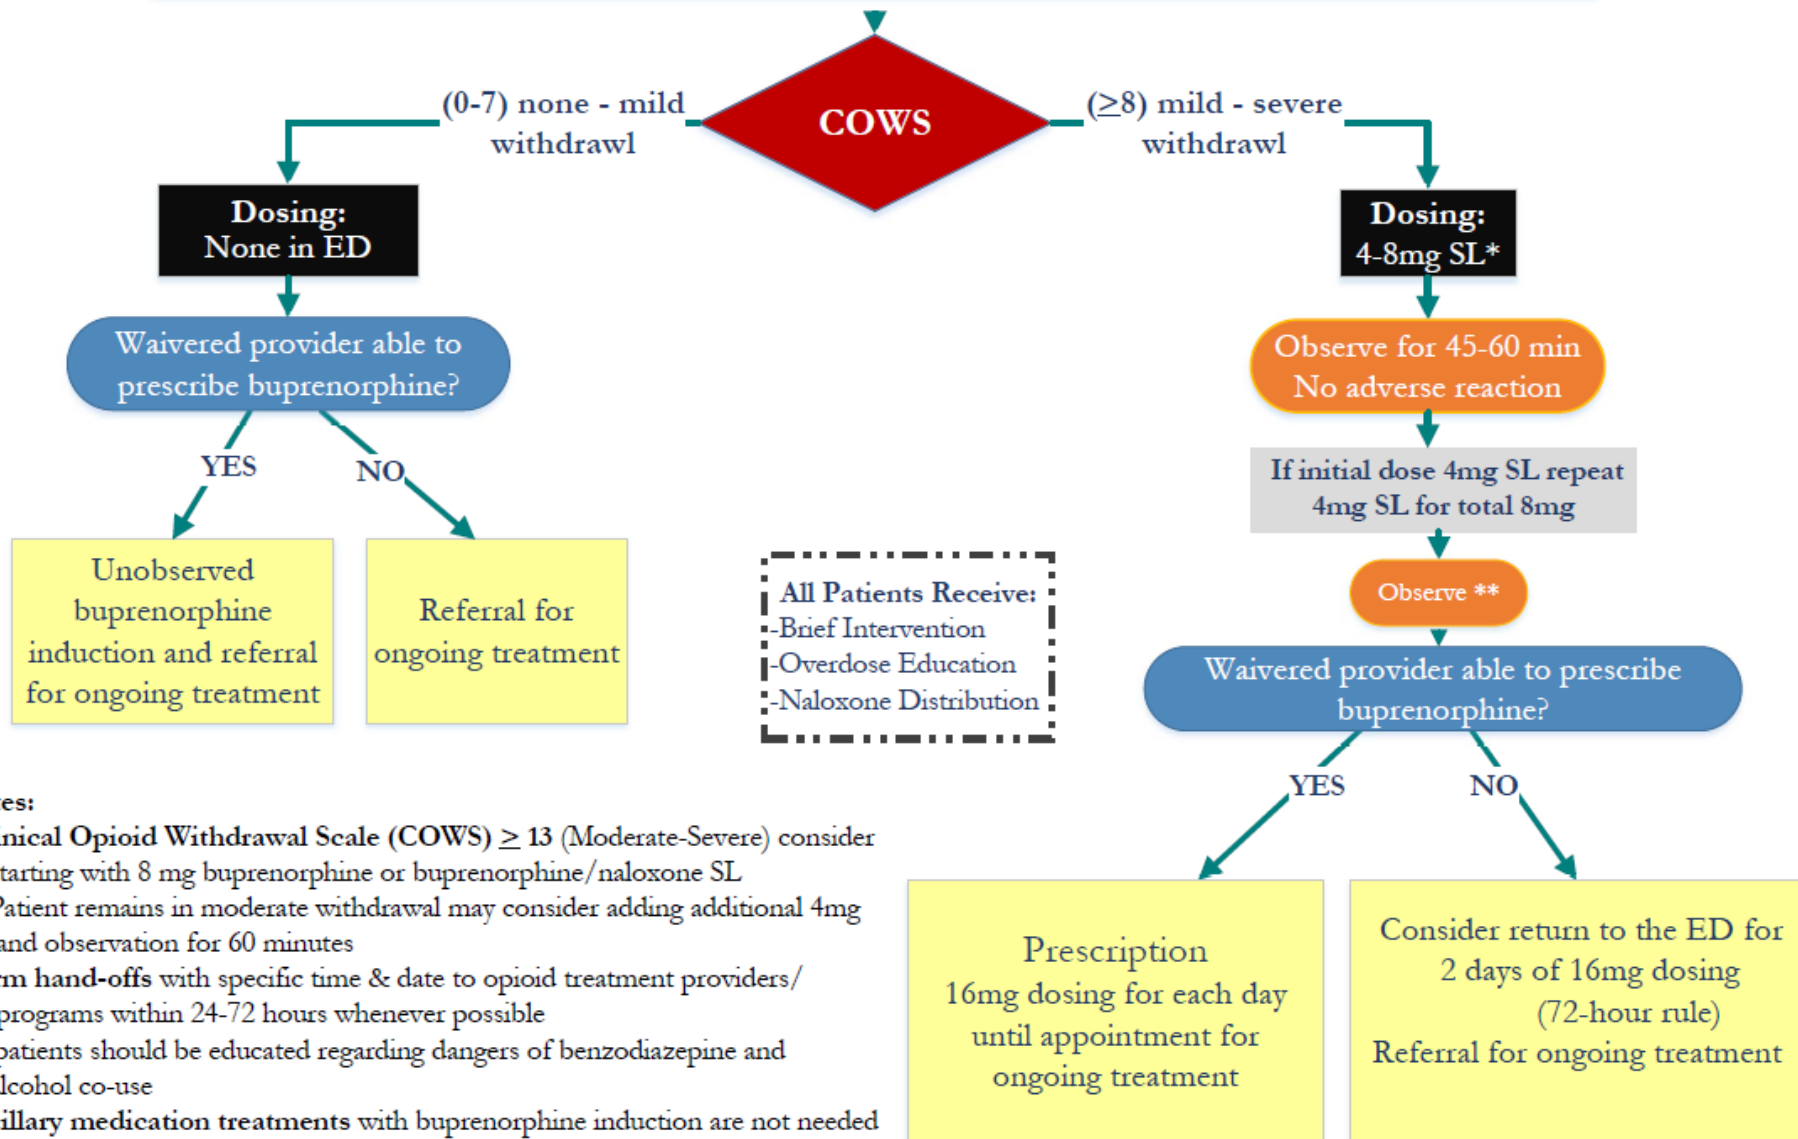 COWS
(0-7) none - mild
withdrawl
(≥8) mild - severe
withdrawl
Dosing:
None in ED
Waivered provider able to
prescribe buprenorphine?
YES
NO
Unobserved
buprenorphine
induction and referral
for ongoing treatment
Referral for
ongoing treatment
All Patients Receive:
-Brief Intervention
-Overdose Education
-Naloxone Distribution
Dosing:
4-8mg SL*
Observe for 45-60 min
No adverse reaction
If initial dose 4mg SL repeat
4mg SL for total 8mg
Observe **
Waivered provider able to prescribe
buprenorphine?
YES
NO
Prescription
16mg dosing for each day
until appointment for
ongoing treatment
Consider return to the ED for
2 days of 16mg dosing
(72-hour rule)
Referral for ongoing treatment
Opioid Withdrawal Scale (COWS) ≥ 13 (Moderate-Severe) consider
with 8 mg buprenorphine or buprenorphine/naloxone SL
Patient remains in moderate withdrawal may consider adding additional 4mg
and observation for 60 minutes
hand-offs with specific time & date to opioid treatment providers/
programs within 24-72 hours whenever possible
patients should be educated regarding dangers of benzodiazepine and
co-use
medication treatments with buprenorphine induction are not needed